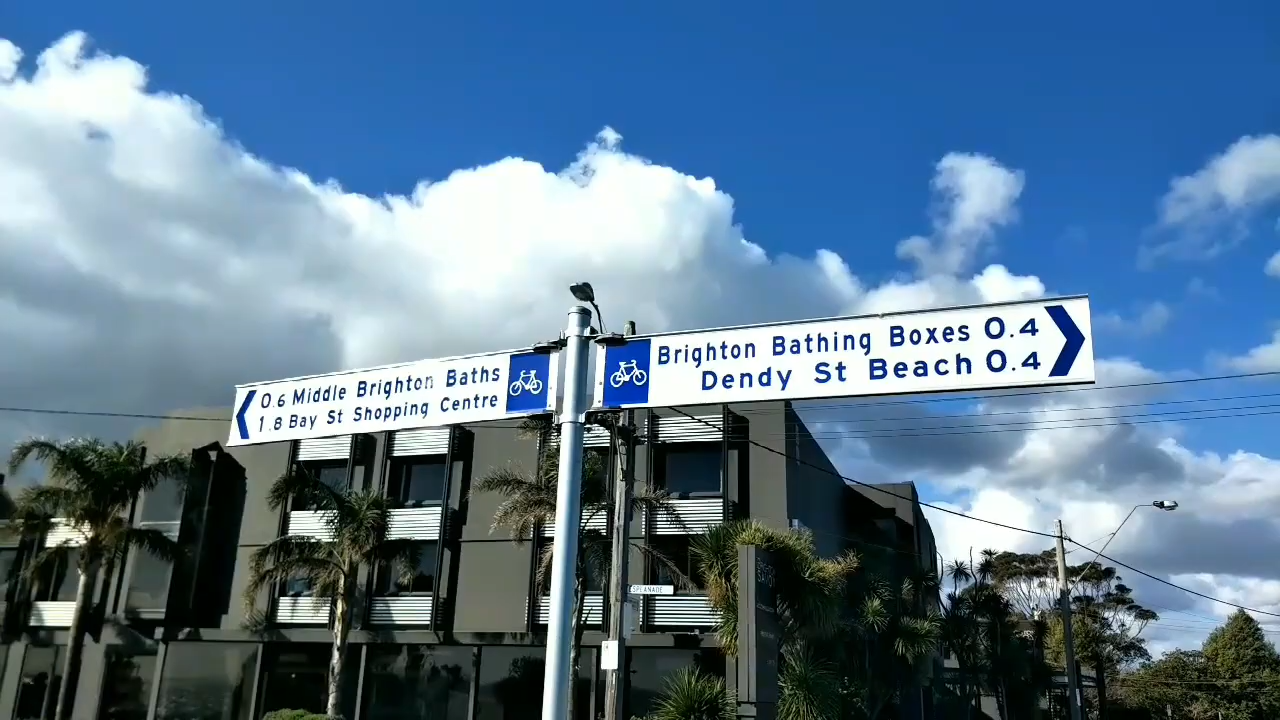 0.6 Middle Brighton Baths
1.8 Bay St Shopping Centre
Brighton Bathing Boxes 0.4
Dendy St Beach 0.4
ESPLANADE